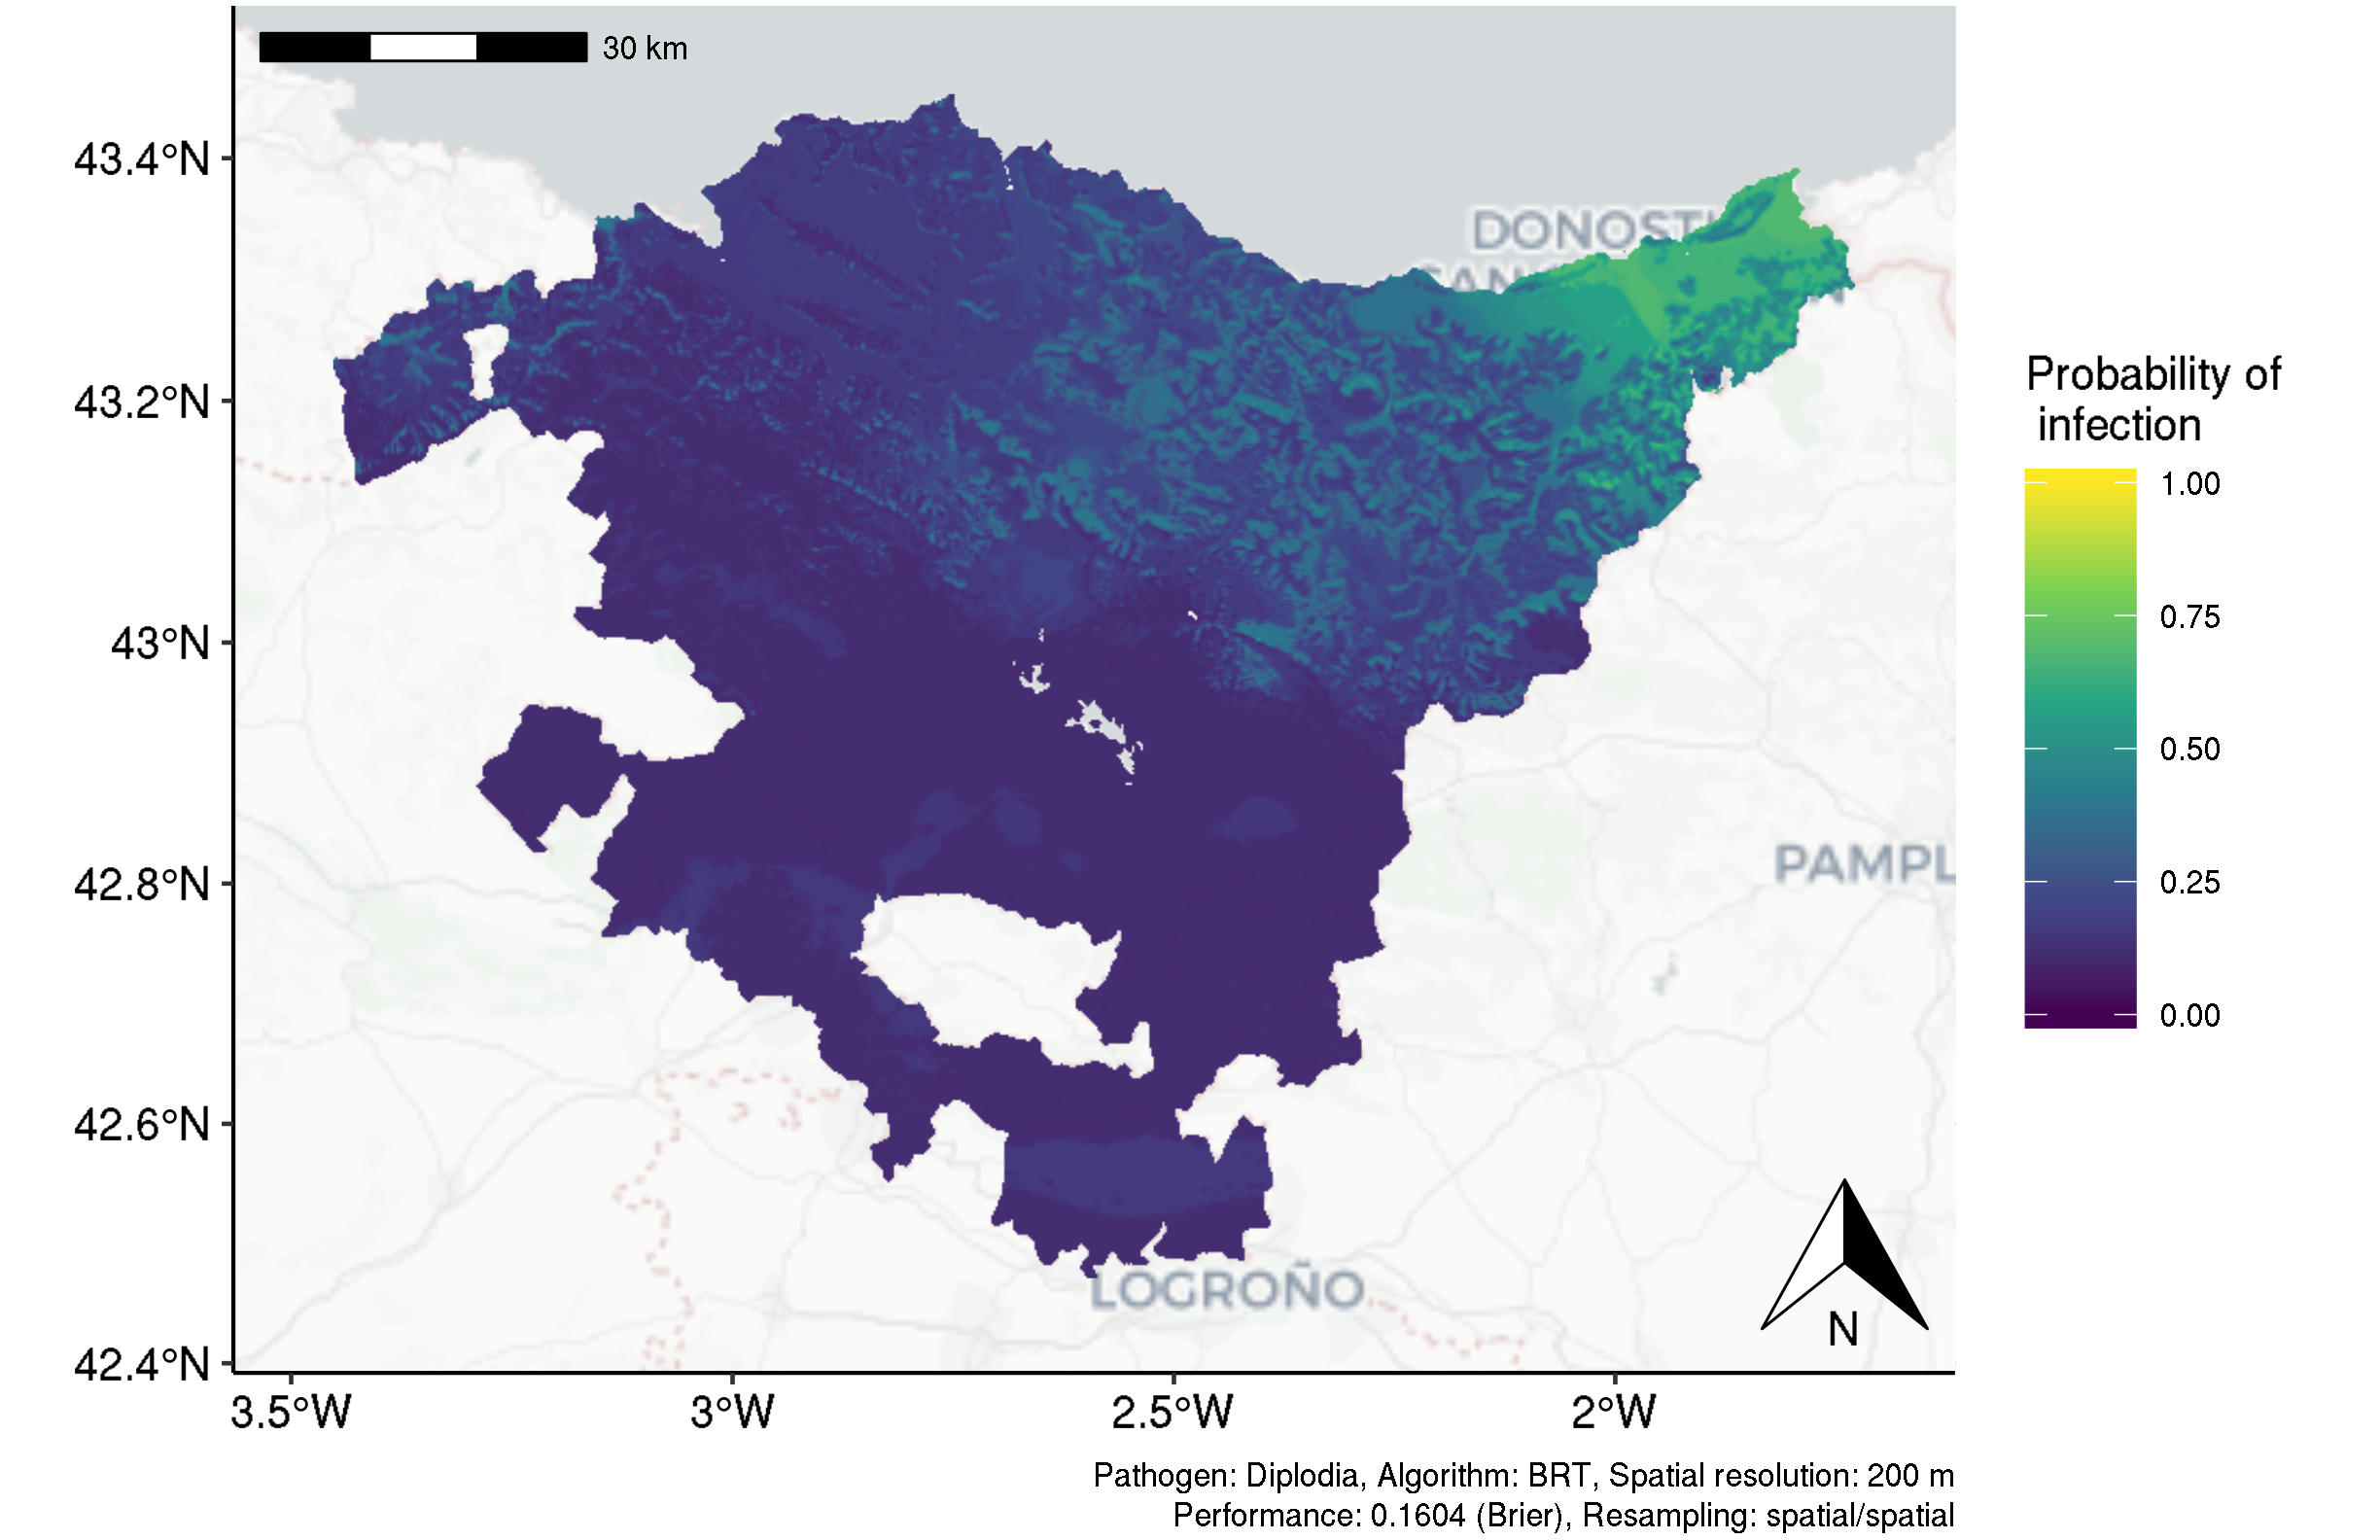 30 km
43.4°N
43.2°N
43°N
42.8°N
42.6°N
42.4°N
3.5°W
3°W
2.5°W
2°W
PAMPL
LOGROÑO
N
Probability of
infection
1.00
0.75
0.50
0.25
0.00
Pathogen: Diplodia, Algorithm: BRT, Spatial resolution: 200 m
Performance: 0.1604 (Brier), Resampling: spatial/spatial